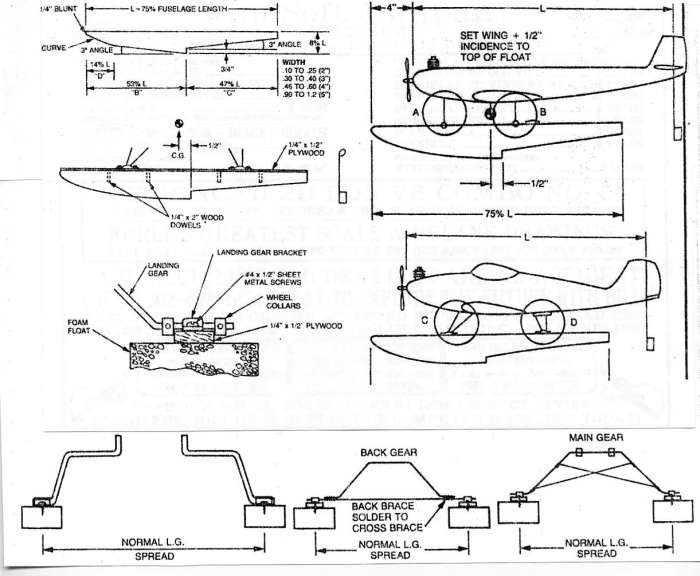 1/4" BLUNT
L=75% FUSELAGE LENGTH
CURVE
3° ANGLE
3° ANGLE
8% L
14% L
"D"
3/4"
53% L
"B"
47% L
"C"
WIDTH
.10 TO .25 (2")
.30 TO .40 (3")
.45 TO .60 (4")
.90 TO 1.2 (5")
4"
L
SET WING + 1/2"
INCIDENCE TO
TOP OF FLOAT
A
B
1/2"
75% L
C.G.
1/2"
1/4" x 1/2"
PLYWOOD
1/4" x 2" WOOD
DOWELS
LANDING GEAR BRACKET
LANDING
GEAR
#4 x 1/2" SHEET
METAL SCREWS
WHEEL
COLLARS
1/4" x 1/2" PLYWOOD
FOAM
FLOAT
L
C
D
NORMAL L.G.
SPREAD
BACK GEAR
BACK BRACE
SOLDER TO
CROSS BRACE
NORMAL L.G.
SPREAD
MAIN GEAR
NORMAL L.G.
SPREAD